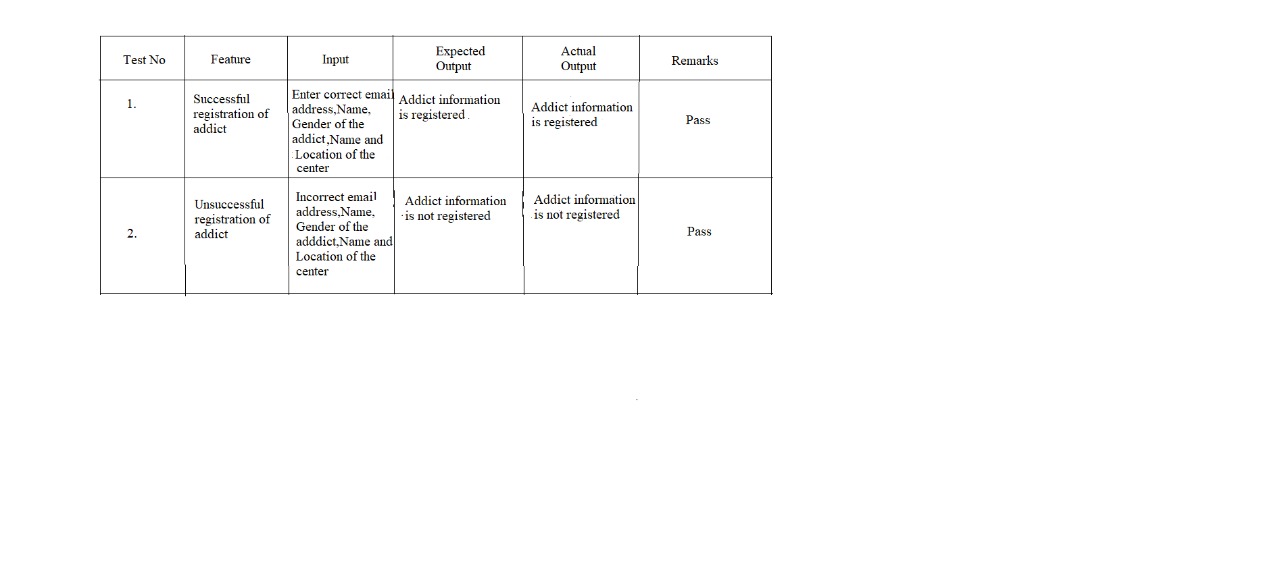 Test No Feature Input Expected Output Actual Output Remarks
1.
Successful
registration of
addict
Enter correct email
address,Name,
Gender of the
addict,Name and
Location of the
center
Addict information
is registered.
Addict information
is registered
Pass
2.
Unsuccessful
registration of
addict
Incorrect email
address,Name,
Gender of the
adddict,Name and
Location of the
center
Addict information
is not registered
Addict information
is not registered
Pass